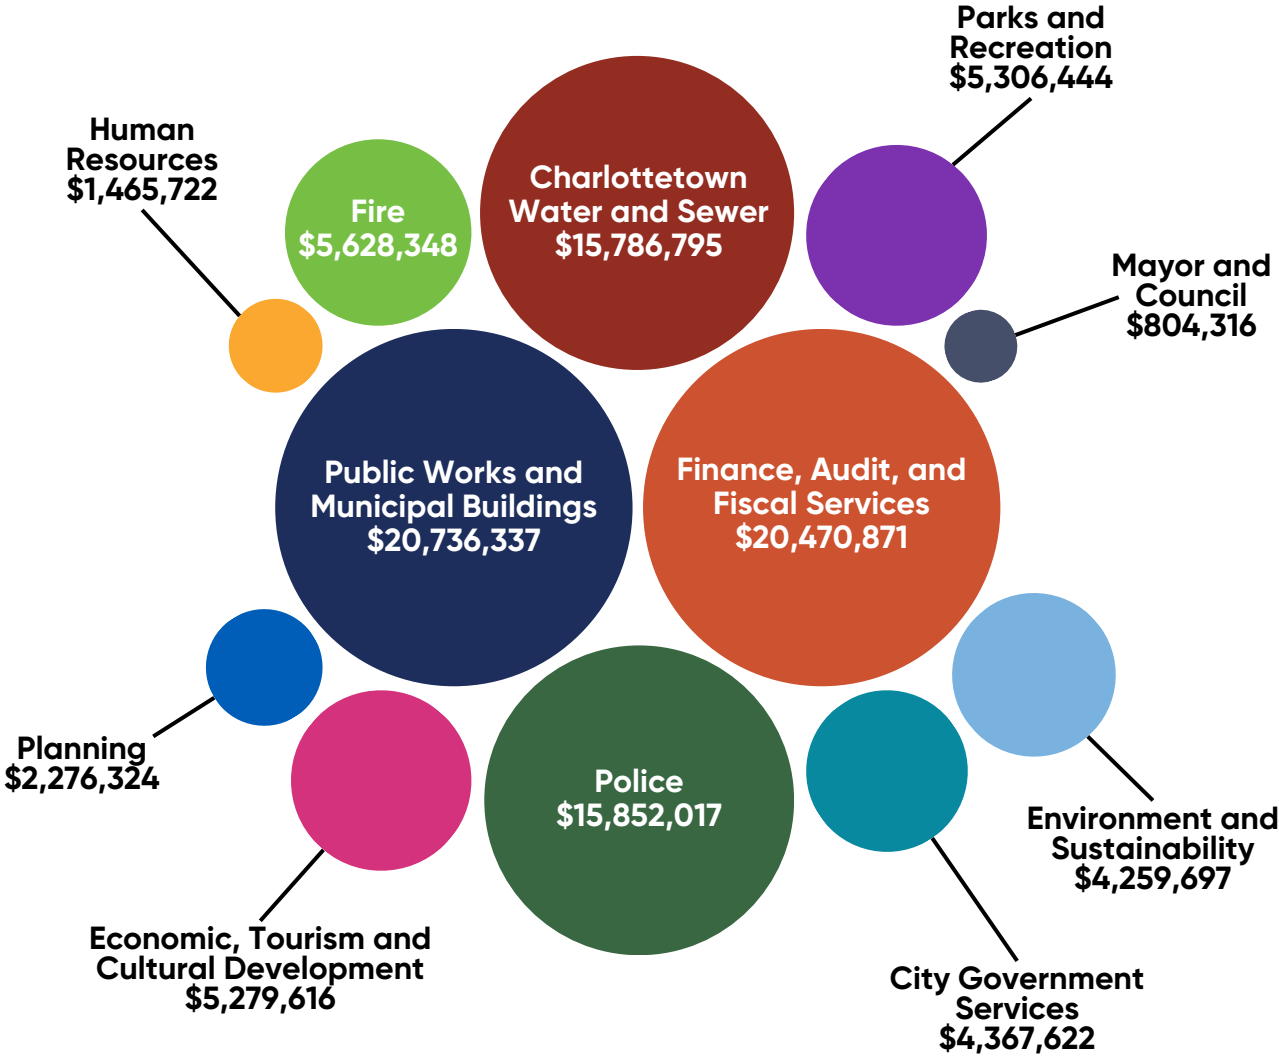 Parks and
Recreation
$5,306,444
Human
Resources
$1,465,722
Fire
$5,628,348
Charlottetown
Water and Sewer
$15,786,795
Mayor and
Council
$804,316
Public Works and
Municipal Buildings
$20,736,337
Finance, Audit, and
Fiscal Services
$20,470,871
Planning
$2,276,324
Police
$15,852,017
Environment and
Sustainability
$4,259,697
Economic, Tourism and
Cultural Development
$5,279,616
City Government
Services
$4,367,622